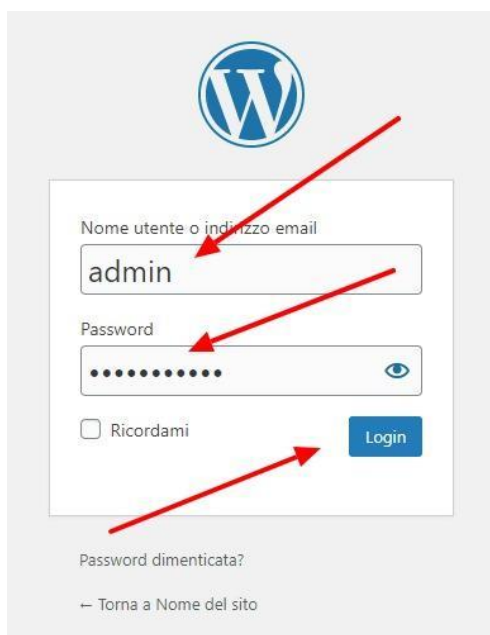 Nome utente o indirizzo email
admin
Password
•••••••••••
Ricordami
Login
Password dimenticata?
← Torna a Nome del sito